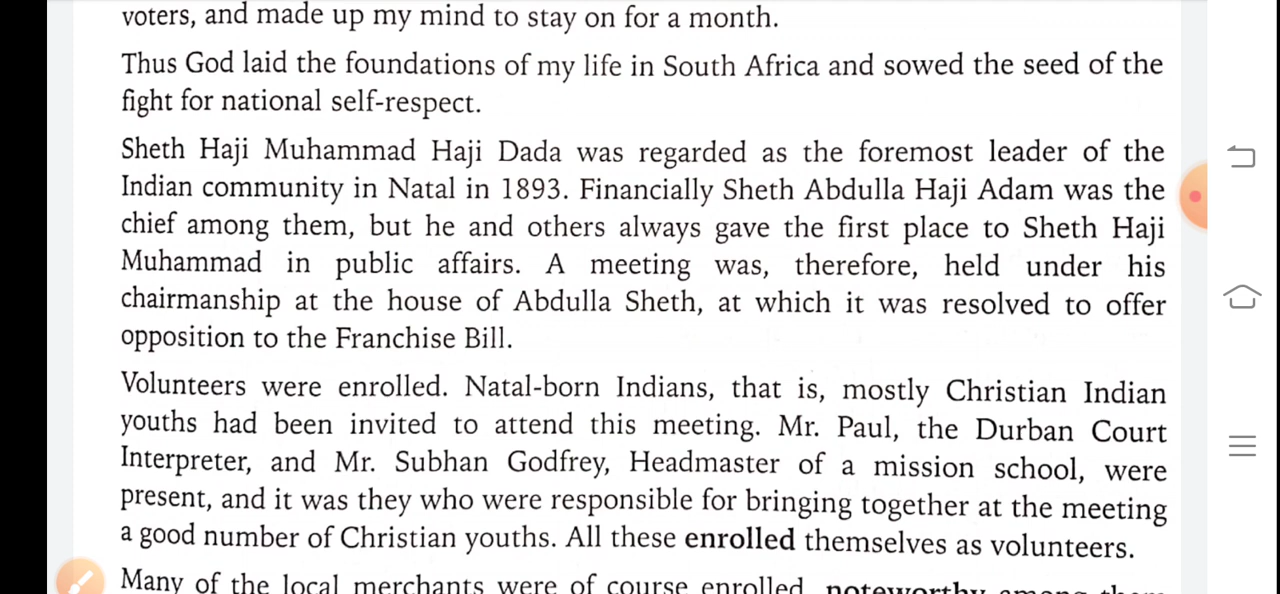 voters, and made up my mind to stay on for a month.
Thus God laid the foundations of my life in South Africa and sowed the seed of the
fight for national self-respect.
Sheth Haji Muhammad Haji Dada was regarded as the foremost leader of the
Indian community in Natal in 1893. Financially Sheth Abdulla Haji Adam was the
chief among them, but he and others always gave the first place to Sheth Haji
Muhammad in public affairs. A meeting was, therefore, held under his
chairmanship at the house of Abdulla Sheth, at which it was resolved to offer
opposition to the Franchise Bill.
Volunteers were enrolled. Natal-born Indians, that is, mostly Christian Indian
youths had been invited to attend this meeting. Mr. Paul, the Durban Court
Interpreter, and Mr. Subhan Godfrey, Headmaster of a mission school, were
present, and it was they who were responsible for bringing together at the meeting
a good number of Christian youths. All these enrolled themselves as volunteers.
Many of the local merchants were of course enrolled, noteworthy among them